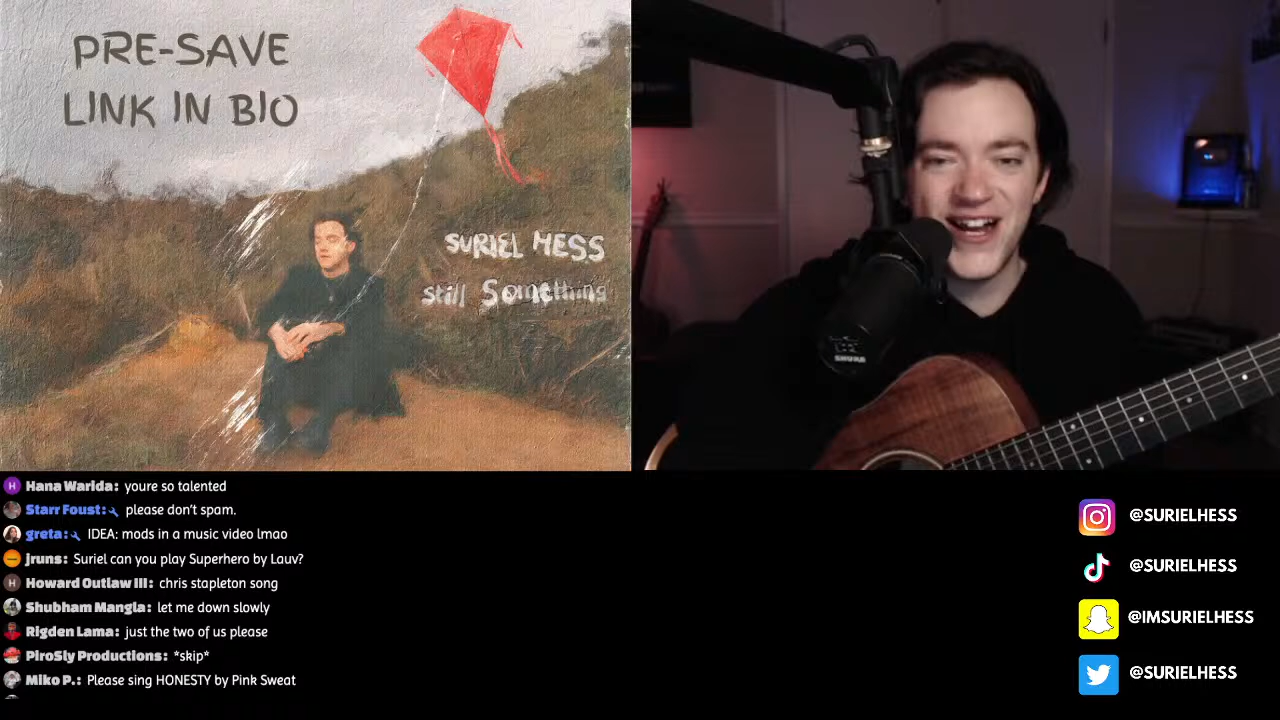 PRE-SAVE
LINK IN BIO
SURIEL HESS
Still Something
SHURE
Hana Warida: youre so talented
Starr Foust: please don't spam.
greta: IDEA: mods in a music video lmao
Jruns: Suriel can you play Superhero by Lauv?
Howard Outlaw III: chris stapleton song
Shubham Mangla: let me down slowly
Rigden Lama: just the two of us please
PiroSly Productions: *skip*
Miko P.: Please sing HONESTY by Pink Sweat
@SURIELHESS
@SURIELHESS
@IMSURIELHESS
@SURIELHESS